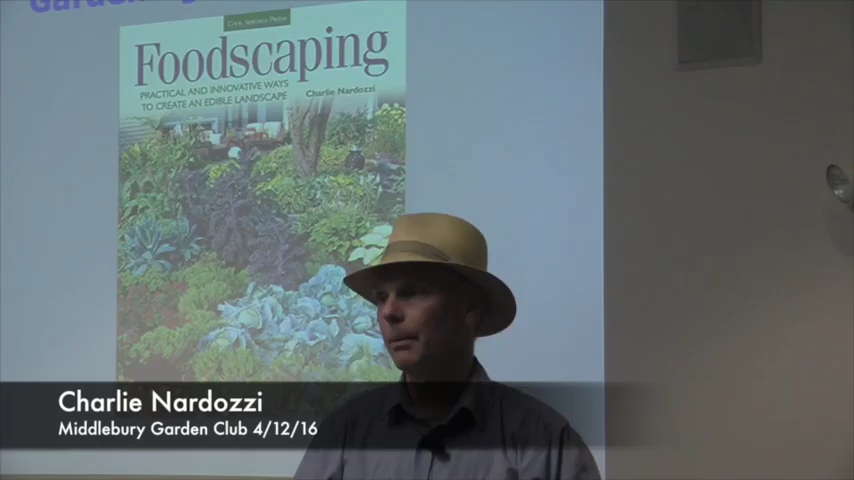 Cool Springs Press
Foodscaping
PRACTICAL AND INNOVATIVE WAYS
TO CREATE AN EDIBLE LANDSCAPE
Charlie Nardozzi
Charlie Nardozzi
Middlebury Garden Club 4/12/16